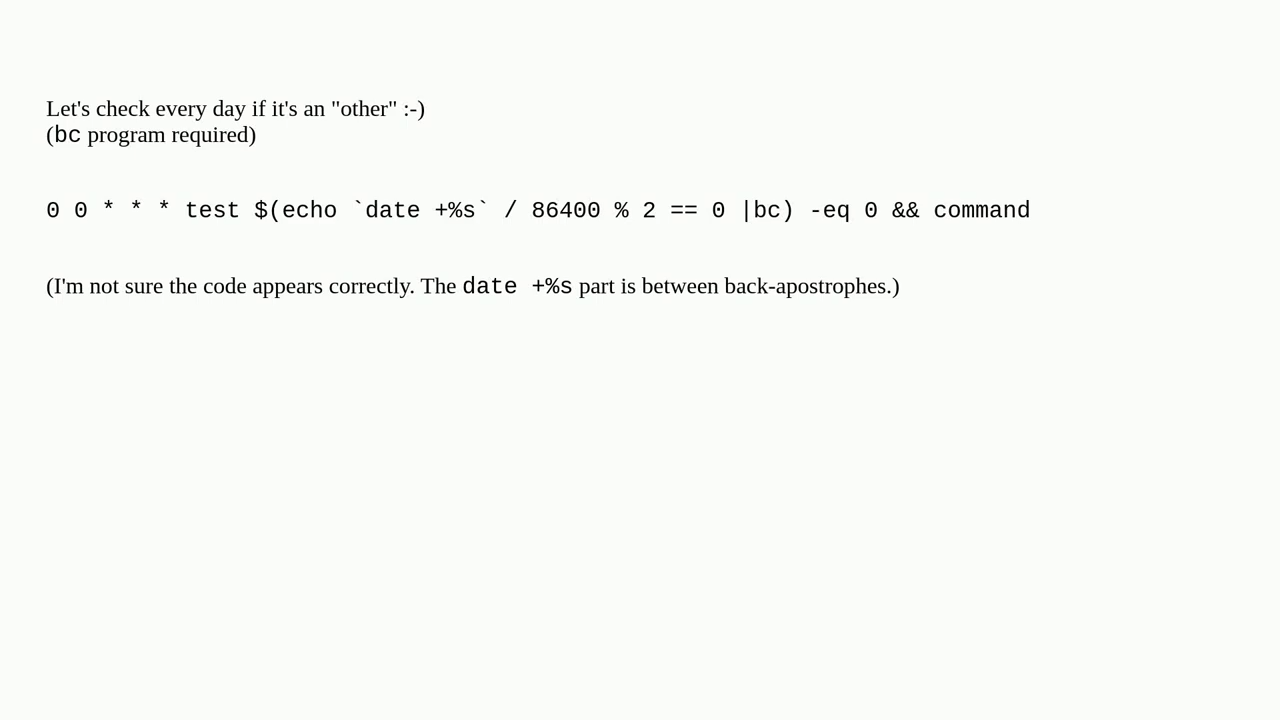 Let's check every day if it's an "other" :-)
(bc program required)
0 0 * * * test $(echo `date +%s` / 86400 % 2 == 0 |bc) -eq 0 && command
(I'm not sure the code appears correctly. The date +%s part is between back-apostrophes.)